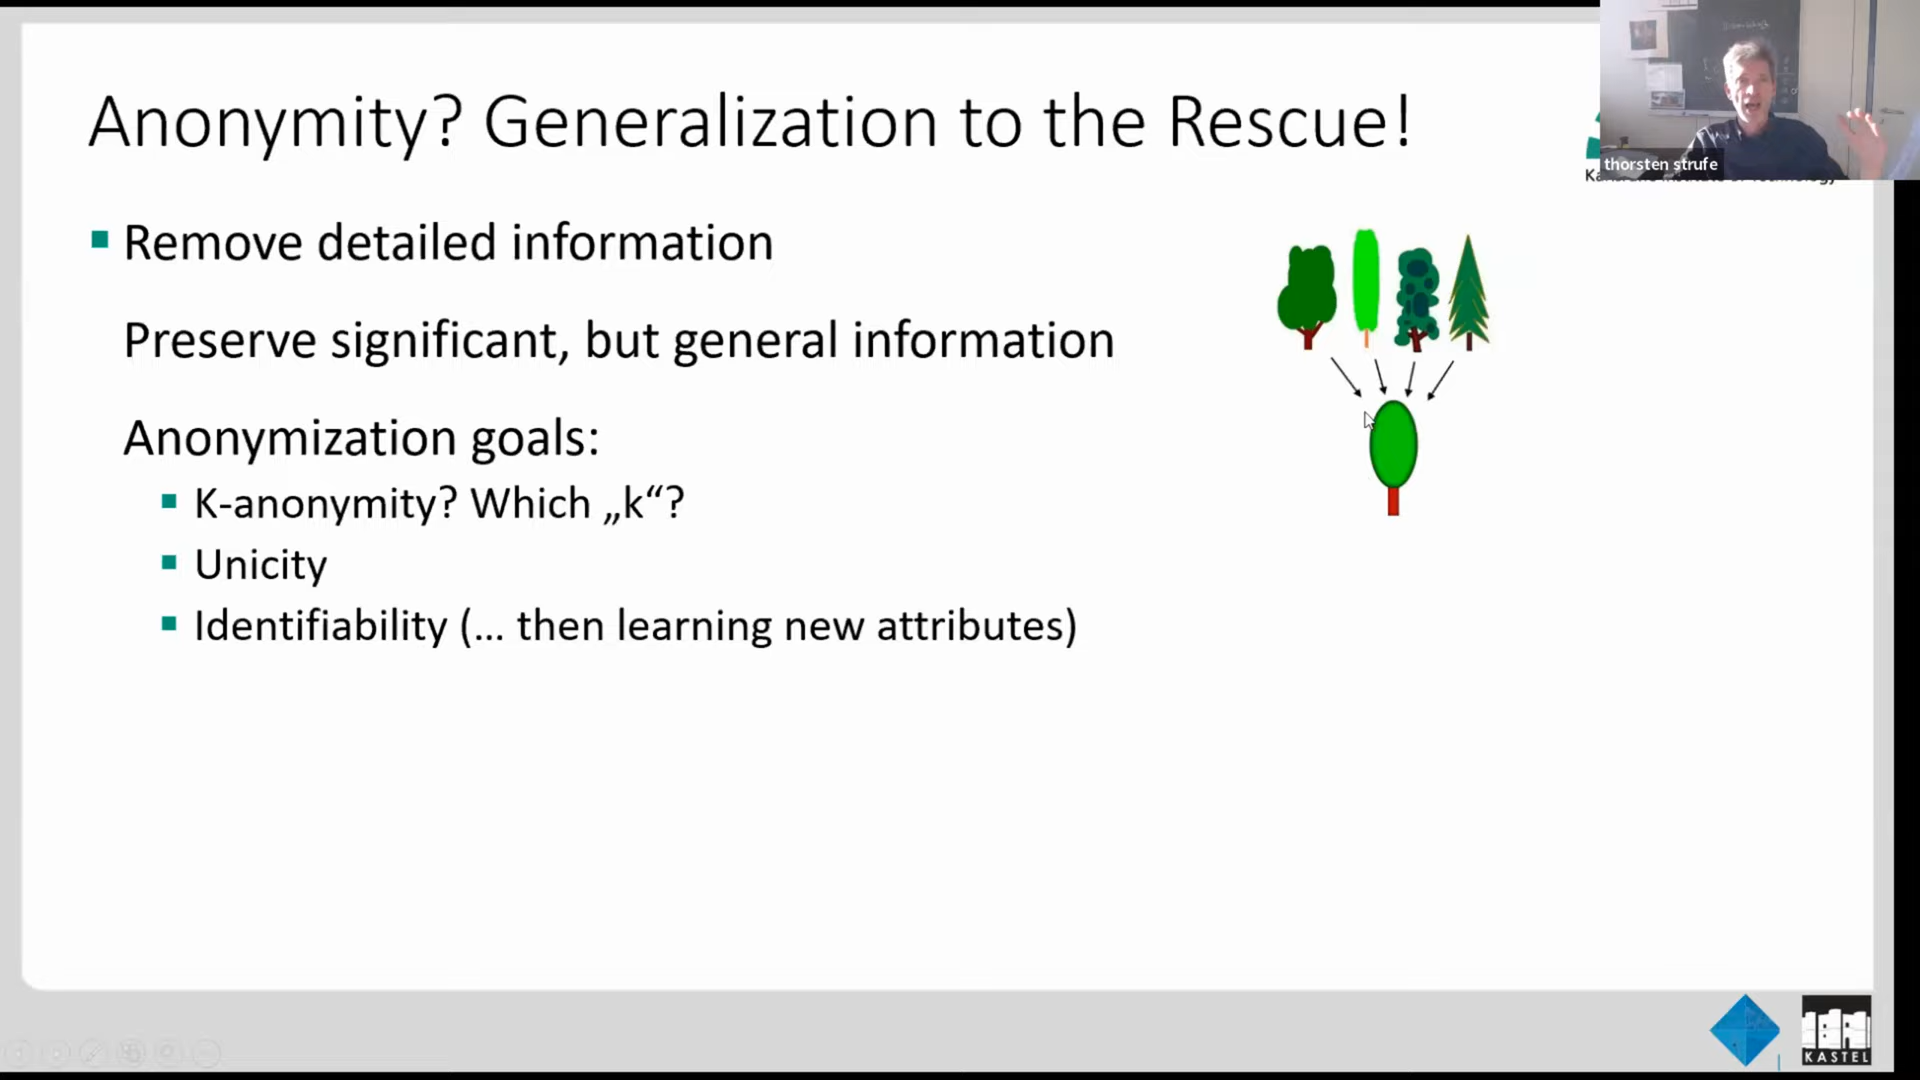 Anonymity? Generalization to the Rescue!
thorsten strufe
Remove detailed information
Preserve significant, but general information
Anonymization goals:
K-anonymity? Which „k“?
Unicity
Identifiability (... then learning new attributes)
KASTEL